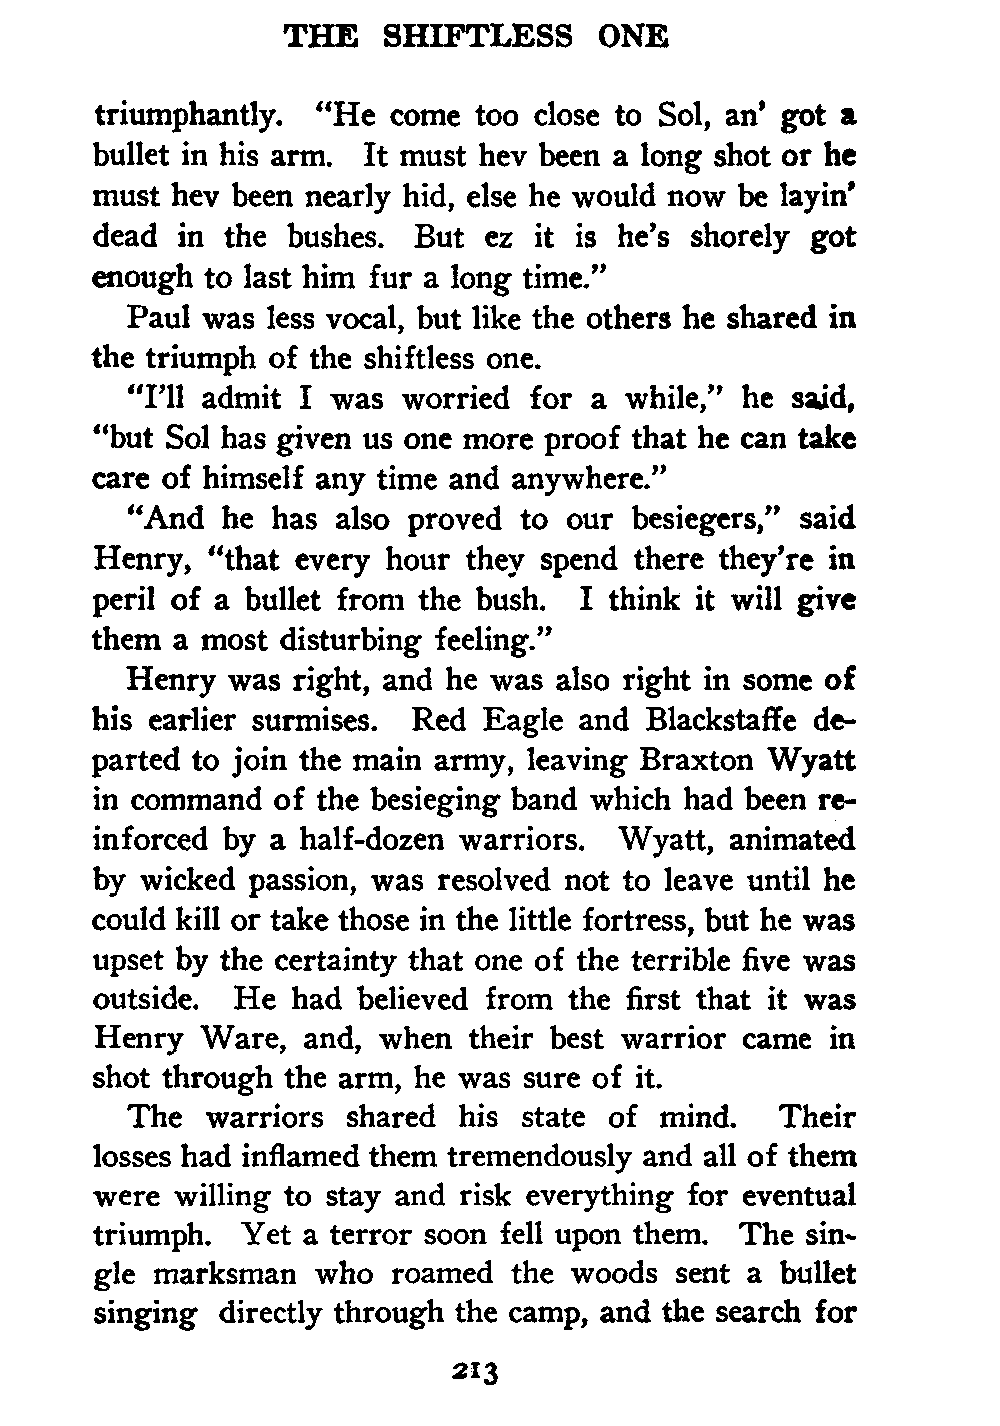 THE SHIFTLESS ONE
triumphantly. "He come too close to Sol, an' got a
bullet in his arm. It must hev been a long shot or he
must hev been nearly hid, else he would now be layin'
dead in the bushes. But ez it is he's shorely got
enough to last him fur a long time."
Paul was less vocal, but like the others he shared in
the triumph of the shiftless one.
"I'll admit I was worried for a while," he said,
"but Sol has given us one more proof that he can take
care of himself any time and anywhere."
"And he has also proved to our besiegers," said
Henry, "that every hour they spend there they're in
peril of a bullet from the bush. I think it will give
them a most disturbing feeling."
Henry was right, and he was also right in some of
his earlier surmises. Red Eagle and Blackstaffe de-
parted to join the main army, leaving Braxton Wyatt
in command of the besieging band which had been re-
inforced by a half-dozen warriors. Wyatt, animated
by wicked passion, was resolved not to leave until he
could kill or take those in the little fortress, but he was
upset by the certainty that one of the terrible five was
outside. He had believed from the first that it was
Henry Ware, and, when their best warrior came in
shot through the arm, he was sure of it.
The warriors shared his state of mind. Their
losses had inflamed them tremendously and all of them
were willing to stay and risk everything for eventual
triumph. Yet a terror soon fell upon them. The sin-
gle marksman who roamed the woods sent a bullet
singing directly through the camp, and the search for
213